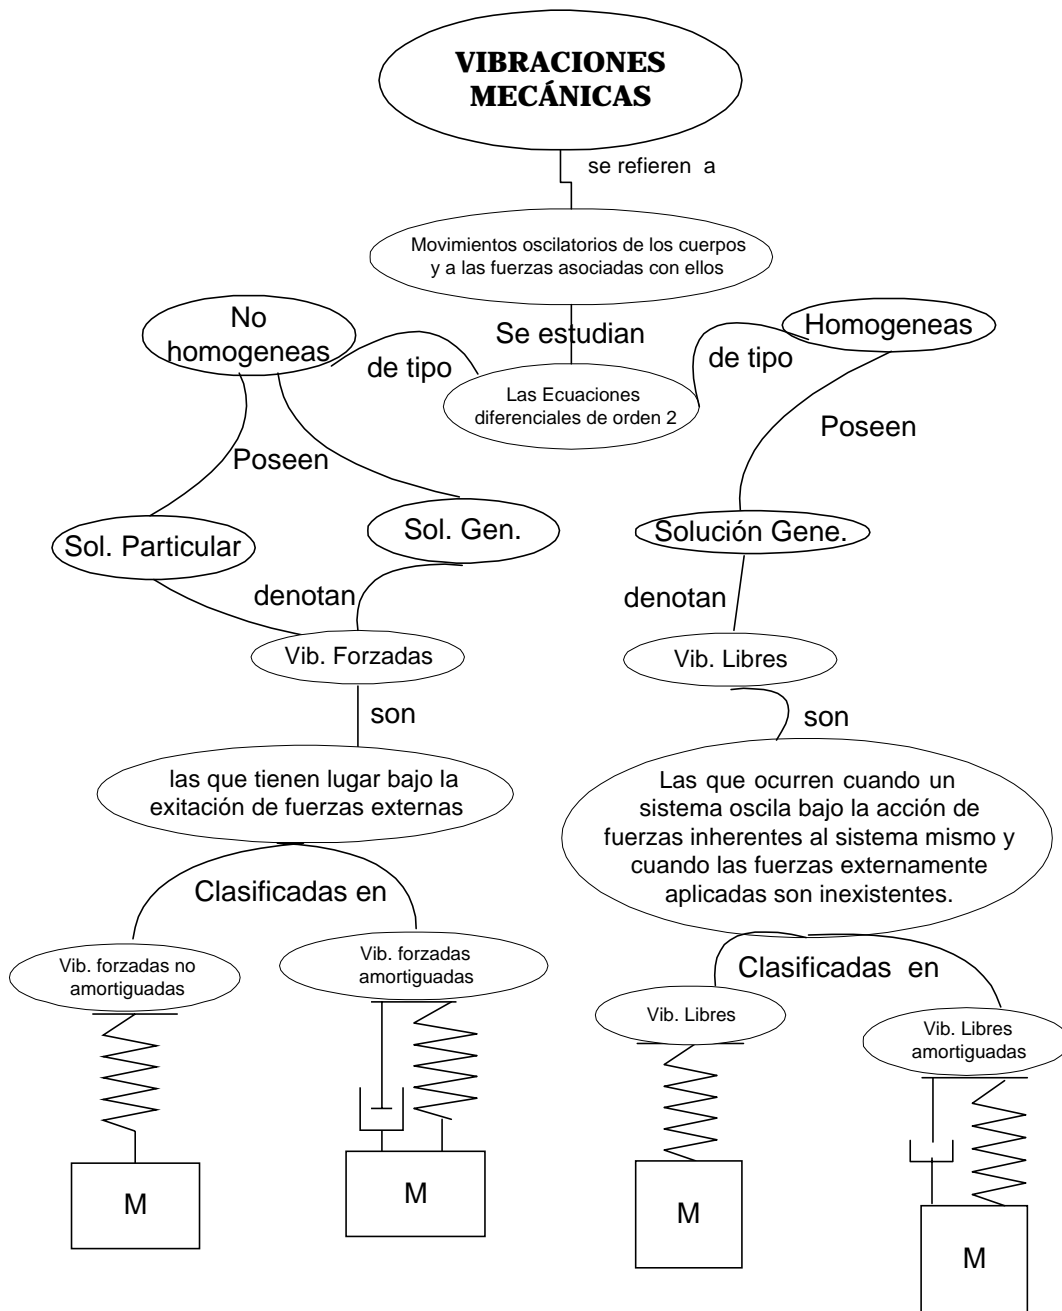 VIBRACIONES
MECÁNICAS
se refieren a
Movimientos oscilatorios de los cuerpos
y a las fuerzas asociadas con ellos
No
homogeneas
Se estudian
Homogeneas
de tipo
de tipo
Las Ecuaciones
diferenciales de orden 2
Poseen
Poseen
Sol. Particular
Sol. Gen.
Solución Gene.
denotan
denotan
Vib. Forzadas
Vib. Libres
son
son
las que tienen lugar bajo la
exitación de fuerzas externas
Las que ocurren cuando un
sistema oscila bajo la acción de
fuerzas inherentes al sistema mismo y
cuando las fuerzas externamente
aplicadas son inexistentes.
Clasificadas en
Clasificadas en
Vib. forzadas no
amortiguadas
Vib. forzadas
amortiguadas
Vib. Libres
Vib. Libres
amortiguadas
M
M
M
M